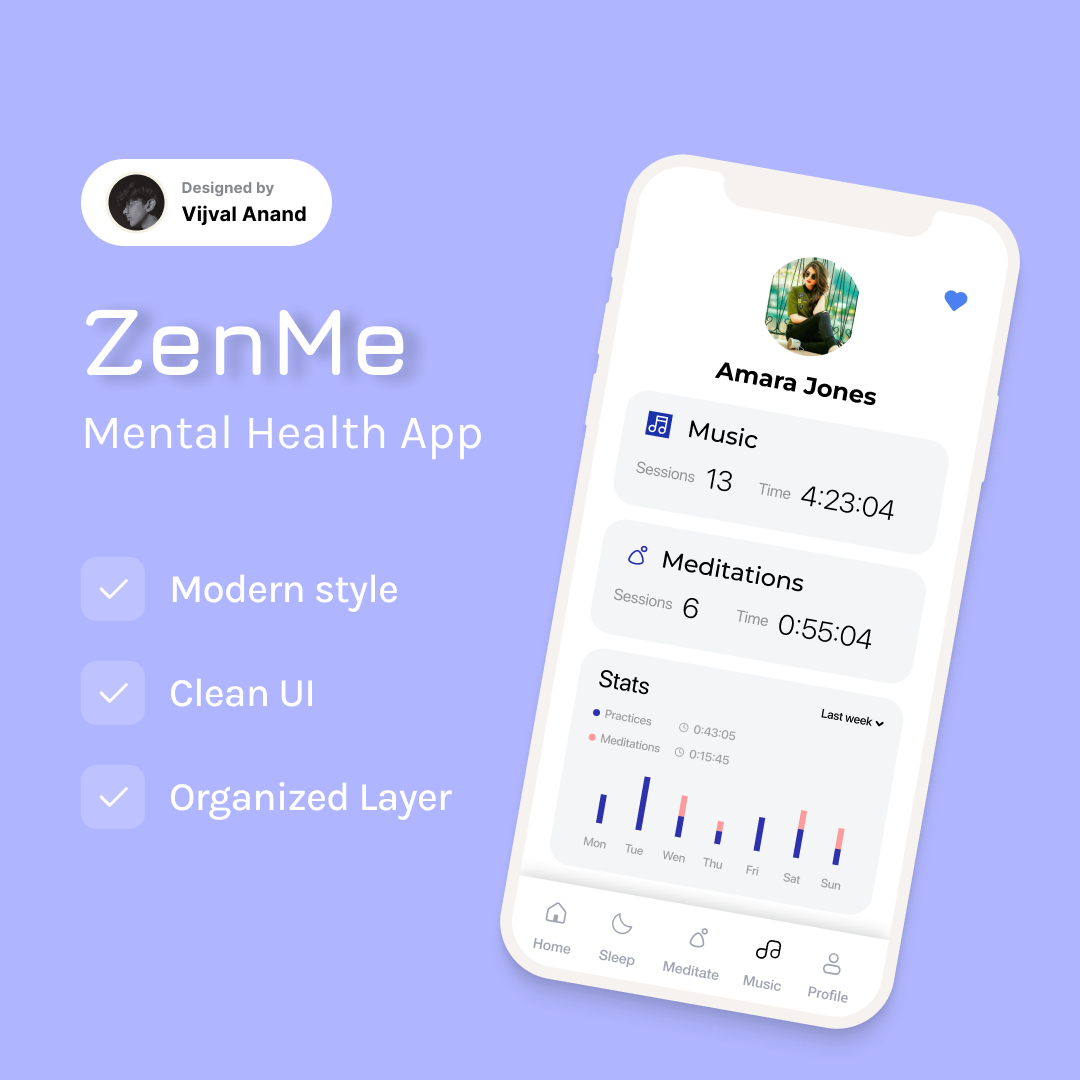 Designed by
Vijval Anand
ZenMe
Mental Health App
Modern style
Clean UI
Organized Layer
Amara Jones
Music
Sessions 13 Time 4:23:04
Meditations
Sessions 6 Time 0:55:04
Stats
Last week
Practices 0:43:05
Meditations 0:15:45
Mon Tue Wen Thu Fri Sat Sun
Home Sleep Meditate Music Profile